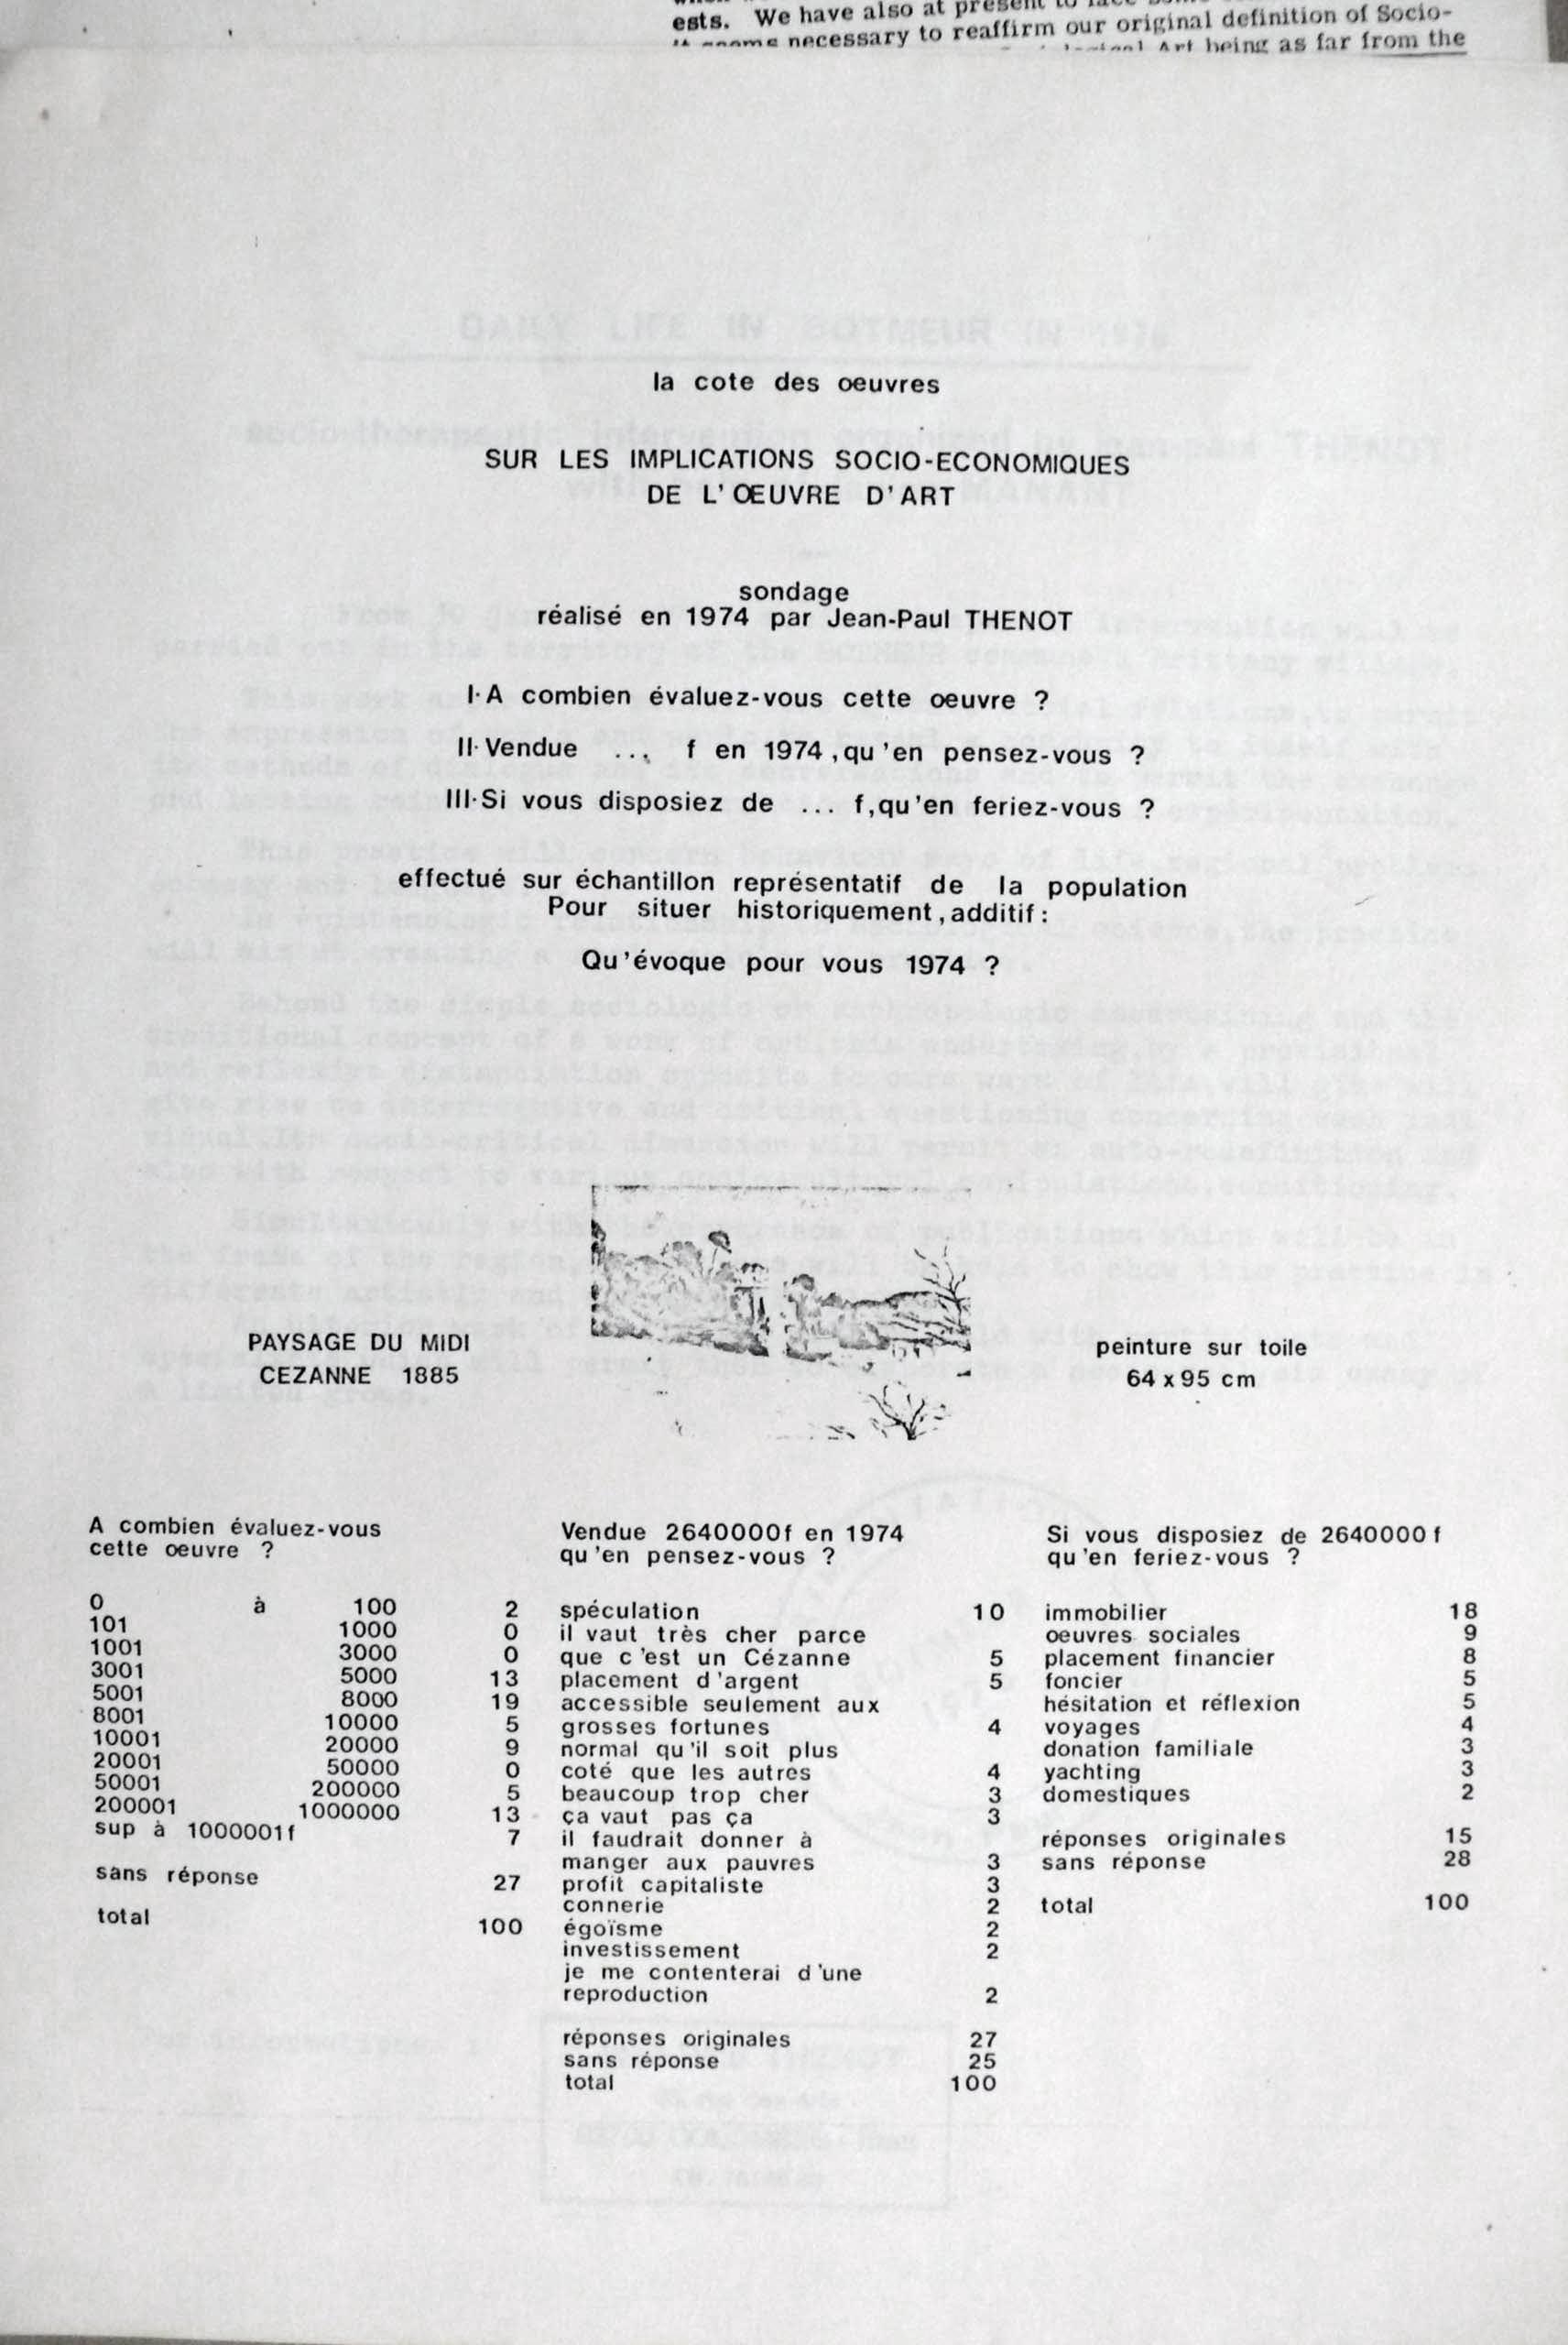 ests. We have also at present to face
necessary to reaffirm our original definition of Socio-
Art being as far from the
DAILY LIFE IN BOTMEUR IN
la cote des oeuvres
SUR LES IMPLICATIONS SOCIO-ECONOMIQUES
DE L'ŒUVRE D'ART
sondage
réalisé en 1974 par Jean-Paul THENOT
I·A combien évaluez-vous cette oeuvre ?
II·Vendue ... f en 1974,qu'en pensez-vous ?
III·Si vous disposiez de ... f,qu'en feriez-vous ?
effectué sur échantillon représentatif de la population
Pour situer historiquement,additif:
Qu'évoque pour vous 1974 ?
PAYSAGE DU MIDI
CEZANNE 1885
peinture sur toile
64 x 95 cm
A combien évaluez-vous
cette oeuvre ?
0 à 100 2
101 1000 0
1001 3000 0
3001 5000 13
5001 8000 19
8001 10000 5
10001 20000 9
20001 50000 0
50001 200000 5
200001 1000000 13
sup à 1000001f 7
sans réponse 27
total 100
Vendue 2640000f en 1974
qu'en pensez-vous ?
spéculation 10
il vaut très cher parce
que c'est un Cézanne 5
placement d'argent 5
accessible seulement aux
grosses fortunes 4
normal qu'il soit plus
coté que les autres 4
beaucoup trop cher 3
ça vaut pas ça 3
il faudrait donner à
manger aux pauvres 3
profit capitaliste 3
connerie 2
égoïsme 2
investissement 2
je me contenterai d'une
reproduction 2
réponses originales 27
sans réponse 25
total 100
Si vous disposiez de 2640000 f
qu'en feriez-vous ?
immobilier 18
oeuvres sociales 9
placement financier 8
foncier 5
hésitation et réflexion 5
voyages 4
donation familiale 3
yachting 3
domestiques 2
réponses originales 15
sans réponse 28
total 100